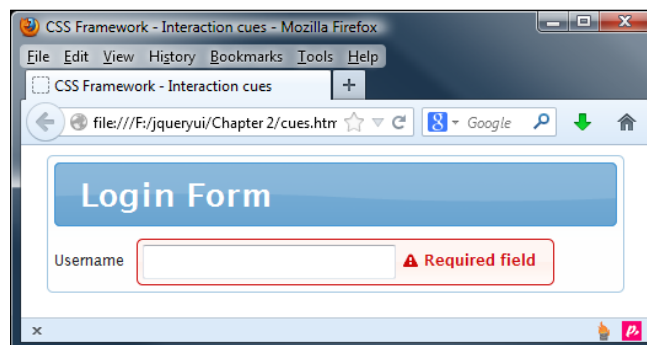 CSS Framework - Interaction cues - Mozilla Firefox
File Edit View History Bookmarks Tools Help
CSS Framework - Interaction cues +
file:///F:/jqueryui/Chapter 2/cues.htm 8 Google
Login Form
Username Required field
x p.